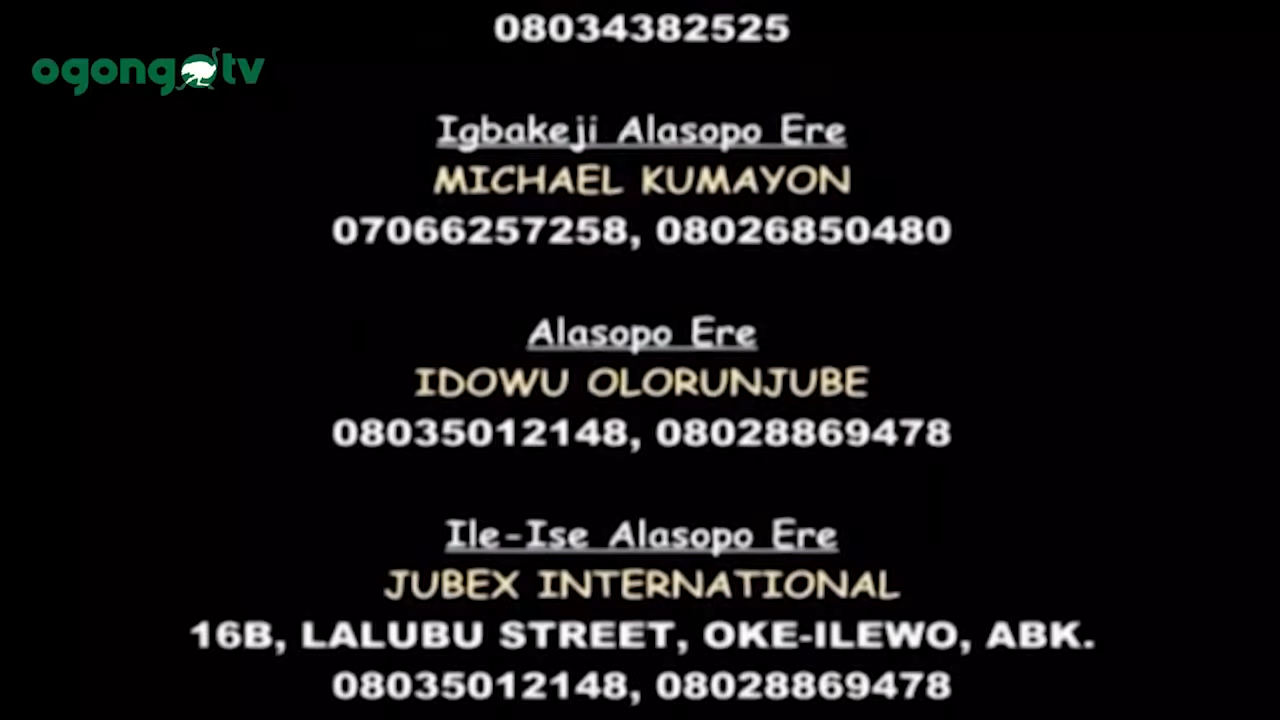 08034382525
ogongotv
Igbakeji Alasopo Ere
MICHAEL KUMAYON
07066257258, 08026850480
Alasopo Ere
IDOWU OLORUNJUBE
08035012148, 08028869478
Ile-Ise Alasopo Ere
JUBEX INTERNATIONAL
16B, LALUBU STREET, OKE-ILEWO, ABK.
08035012148, 08028869478